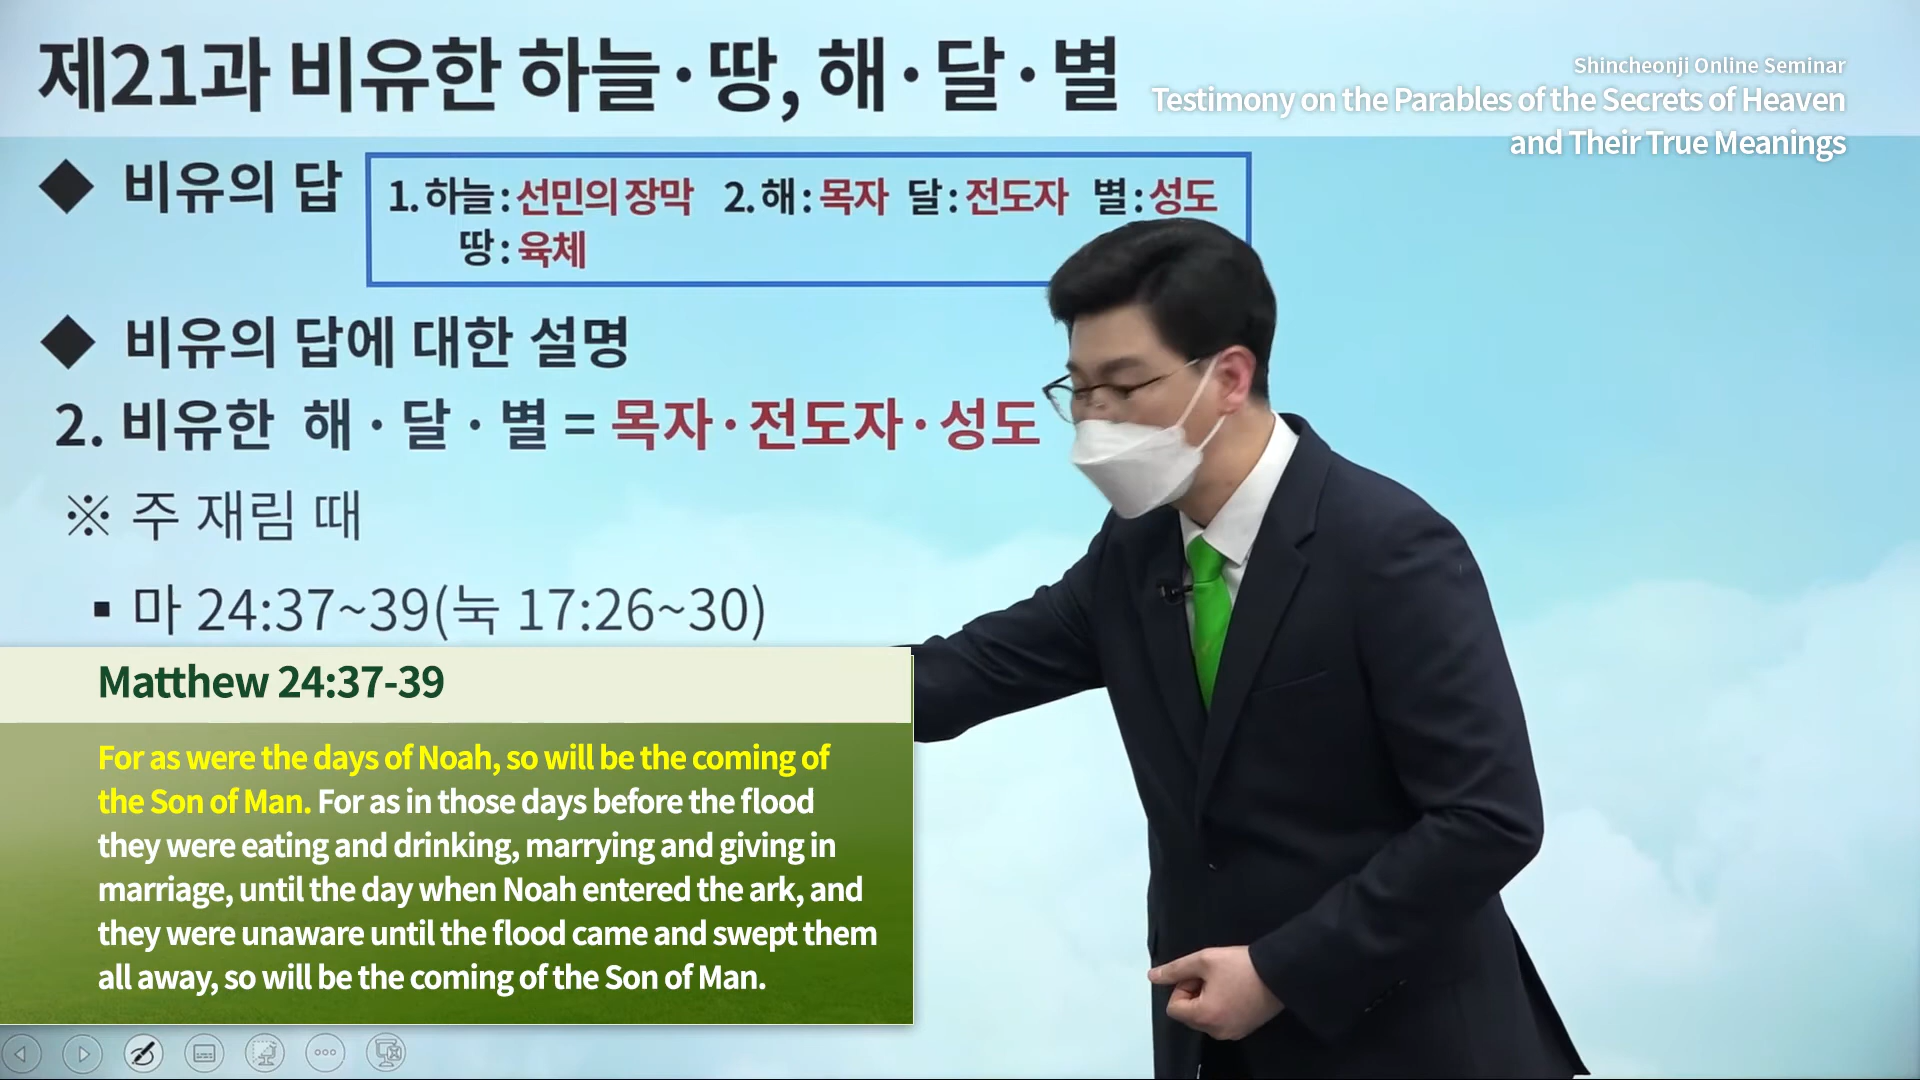 제21과 비유한 하늘·땅, 해·달·별
Shincheonji Online Seminar
Testimony on the Parables of the Secrets of Heaven
and Their True Meanings
◆ 비유의 답
1. 하늘 : 선민의 장막 2. 해 : 목자 달 : 전도자 별 : 성도
땅 : 육체
◆ 비유의 답에 대한 설명
2. 비유한 해 · 달 · 별 = 목자 · 전도자 · 성도
※ 주 재림 때
▪ 마 24:37~39(눅 17:26~30)
Matthew 24:37-39
For as were the days of Noah, so will be the coming of
the Son of Man. For as in those days before the flood
they were eating and drinking, marrying and giving in
marriage, until the day when Noah entered the ark, and
they were unaware until the flood came and swept them
all away, so will be the coming of the Son of Man.